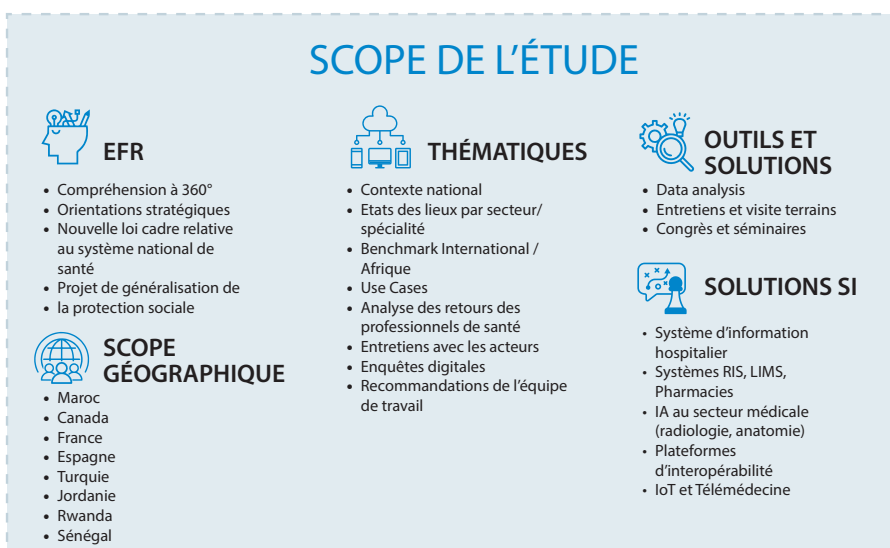 SCOPE DE L’ÉTUDE
EFR
• Compréhension à 360°
• Orientations stratégiques
• Nouvelle loi cadre relative
au système national de
santé
• Projet de généralisation de
• la protection sociale
SCOPE
GÉOGRAPHIQUE
• Maroc
• Canada
• France
• Espagne
• Turquie
• Jordanie
• Rwanda
• Sénégal
THÉMATIQUES
• Contexte national
• Etats des lieux par secteur/
spécialité
• Benchmark International /
Afrique
• Use Cases
• Analyse des retours des
professionnels de santé
• Entretiens avec les acteurs
• Enquêtes digitales
• Recommandations de l’équipe
de travail
OUTILS ET
SOLUTIONS
• Data analysis
• Entretiens et visite terrains
• Congrès et séminaires
SOLUTIONS SI
• Système d’information
hospitalier
• Systèmes RIS, LIMS,
Pharmacies
• IA au secteur médicale
(radiologie, anatomie)
• Plateformes
d’interopérabilité
• IoT et Télémédecine